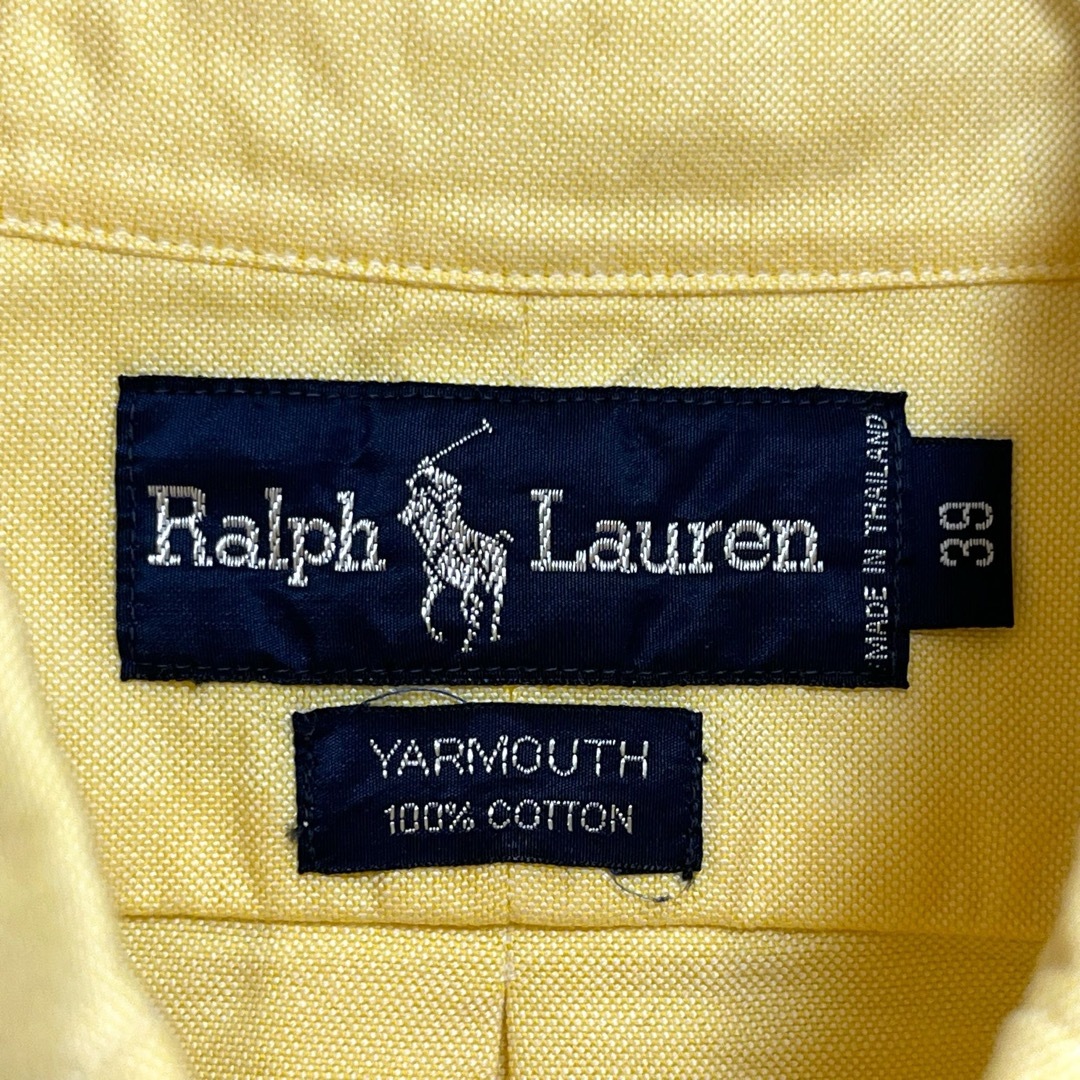 Ralph Lauren
MADE IN THAILAND
39
YARMOUTH
100% COTTON